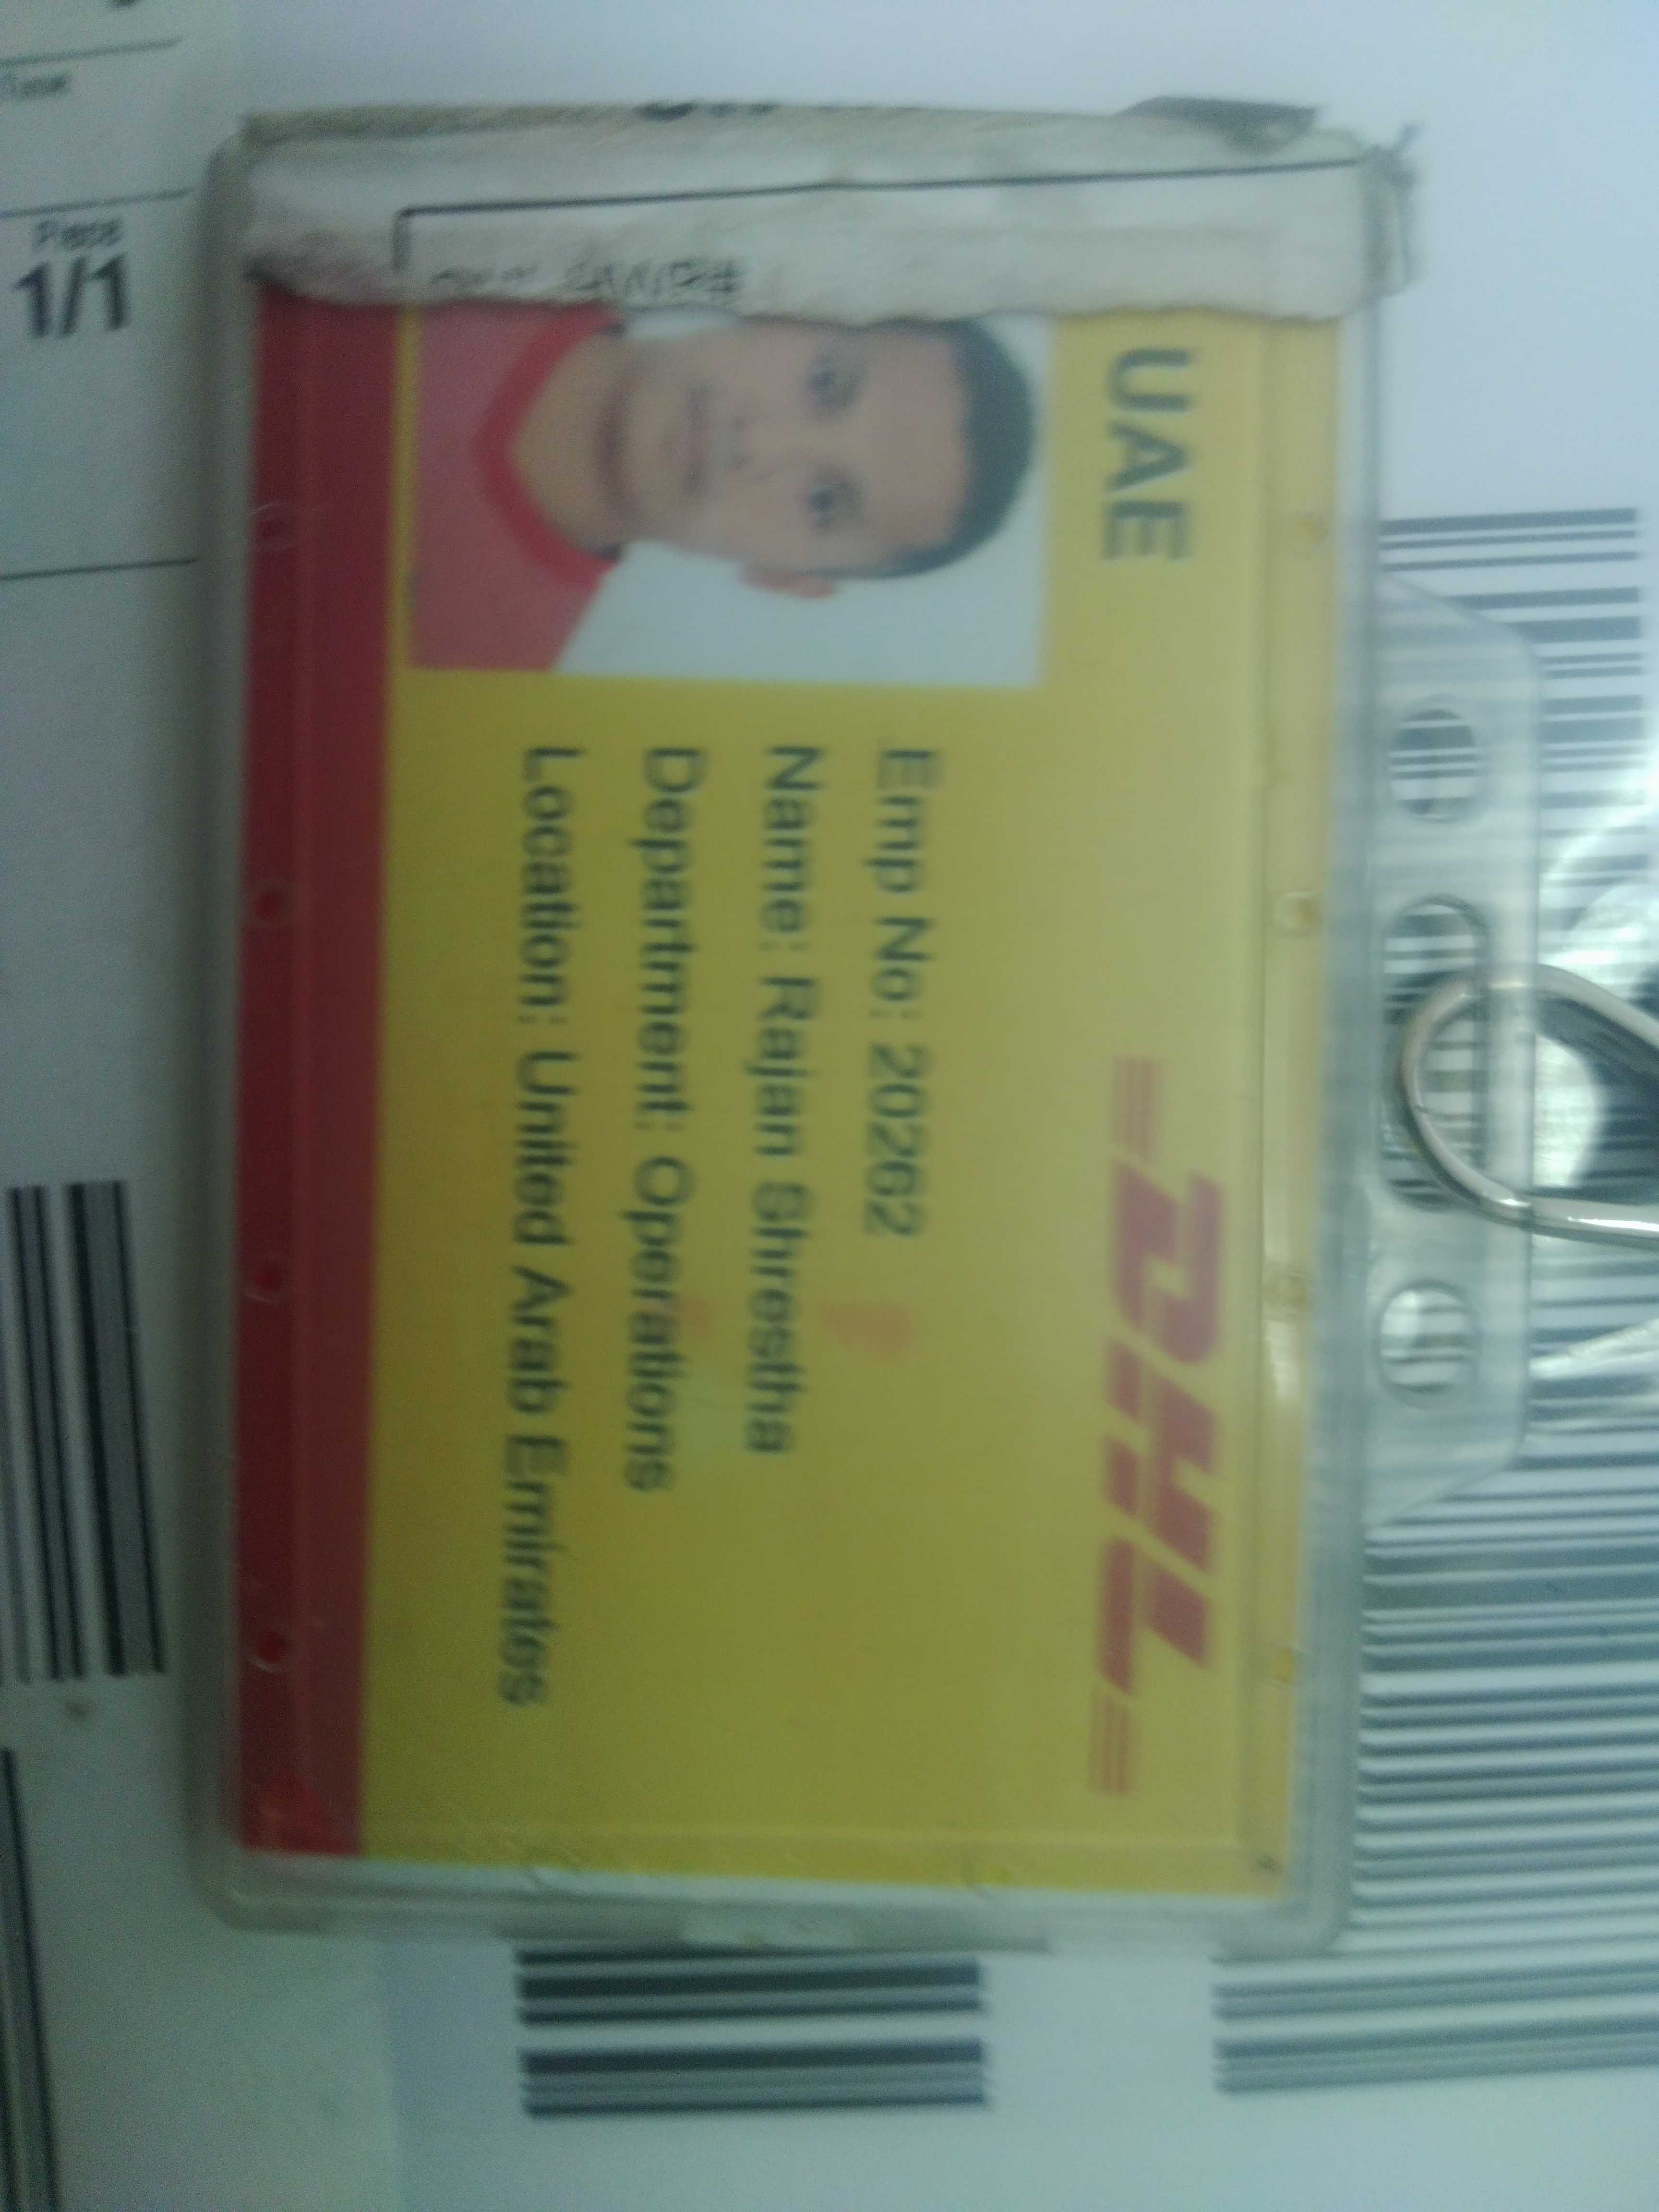 UAE
DHL
Emp No: 20262
Name: Rajan Shrestha
Department: Operations
Location: United Arab Emirates
Piece
1/1